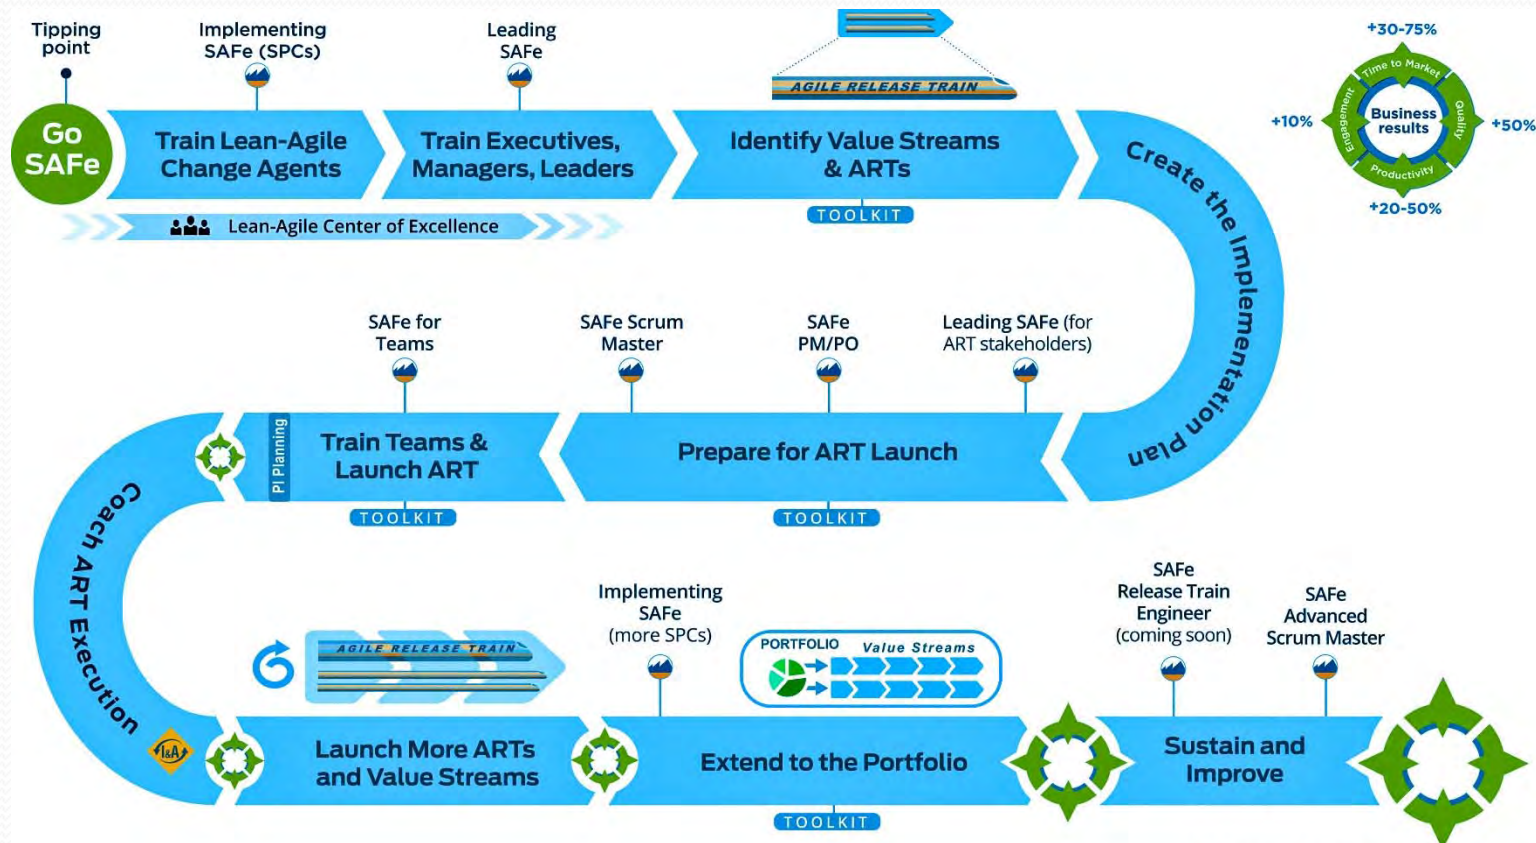 Tipping
point
Implementing
SAFe (SPCs)
Leading
SAFe
AGILE RELEASE TRAIN
+30-75%
Time to Market
Engagement
Business
results
Quality
Productivity
+10%
+50%
+20-50%
Go
SAFe
Train Lean-Agile
Change Agents
Train Executives,
Managers, Leaders
Identify Value Streams
& ARTs
TOOLKIT
Lean-Agile Center of Excellence
Create the Implementation Plan
SAFe for
Teams
SAFe Scrum
Master
SAFe
PM/PO
Leading SAFe (for
ART stakeholders)
PI Planning
Train Teams &
Launch ART
Prepare for ART Launch
TOOLKIT
TOOLKIT
Coach ART Execution
I&A
AGILE RELEASE TRAIN
Implementing
SAFe
(more SPCs)
PORTFOLIO
Value Streams
SAFe
Release Train
Engineer
(coming soon)
SAFe
Advanced
Scrum Master
Launch More ARTs
and Value Streams
Extend to the Portfolio
Sustain and
Improve
TOOLKIT